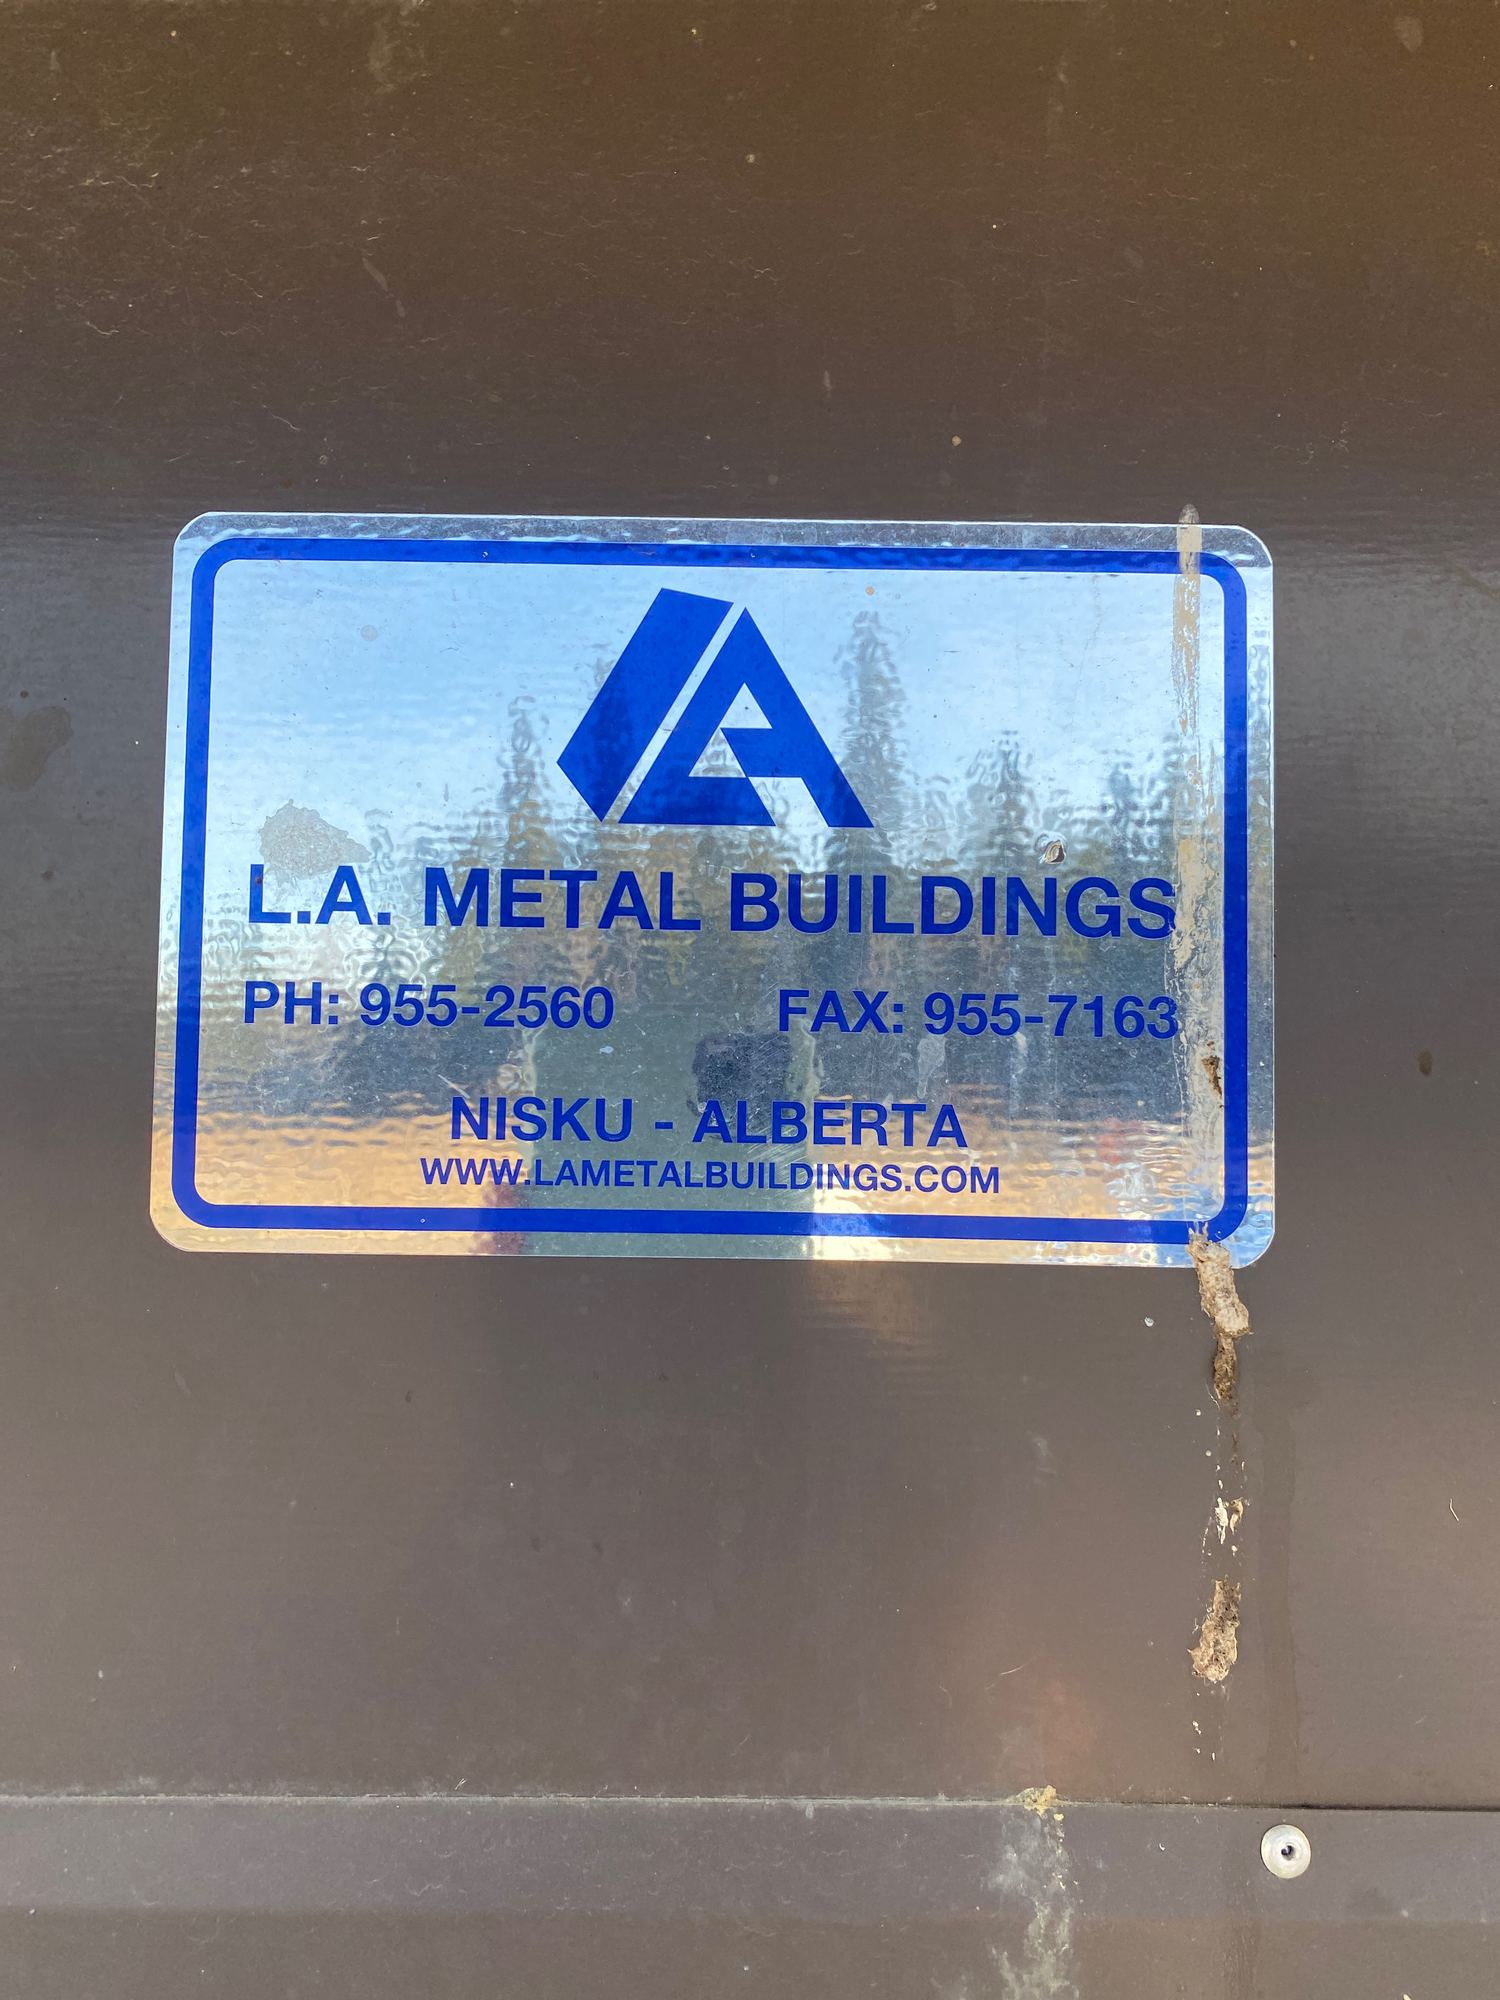 L.A. METAL BUILDINGS
PH: 955-2560 FAX: 955-7163
NISKU - ALBERTA
WWW.LAMETALBUILDINGS.COM